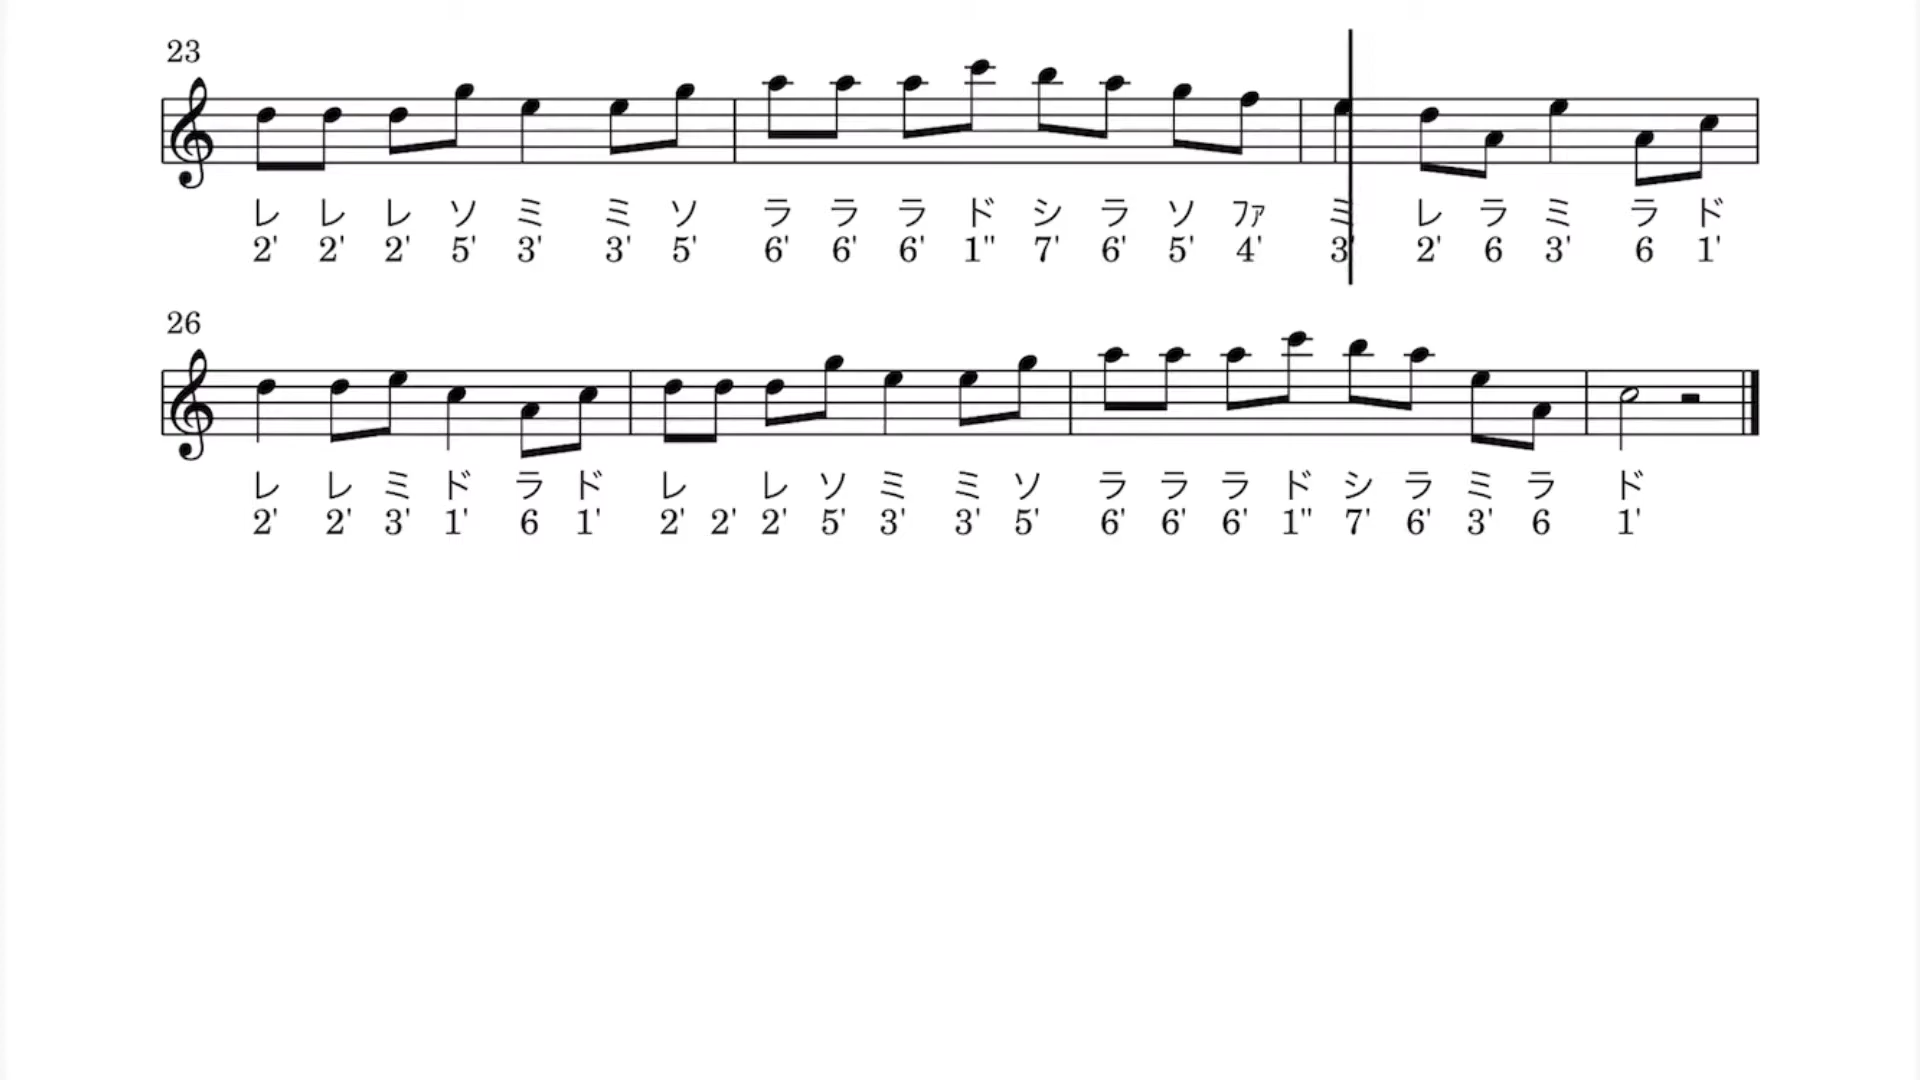 23
レ レ レ ソ ミ ミ ソ ラ ラ ラ ド シ ラ ソ ファ ミ レ ラ ミ ラ ド
2' 2' 2' 5' 3' 3' 5' 6' 6' 6' 1" 7' 6' 5' 4' 3' 2' 6 3' 6 1'
26
レ レ ミ ド ラ ド レ レ ソ ミ ミ ソ ラ ラ ラ ド シ ラ ミ ラ ド
2' 2' 3' 1' 6 1' 2' 2' 2' 5' 3' 3' 5' 6' 6' 6' 1" 7' 6' 3' 6 1'